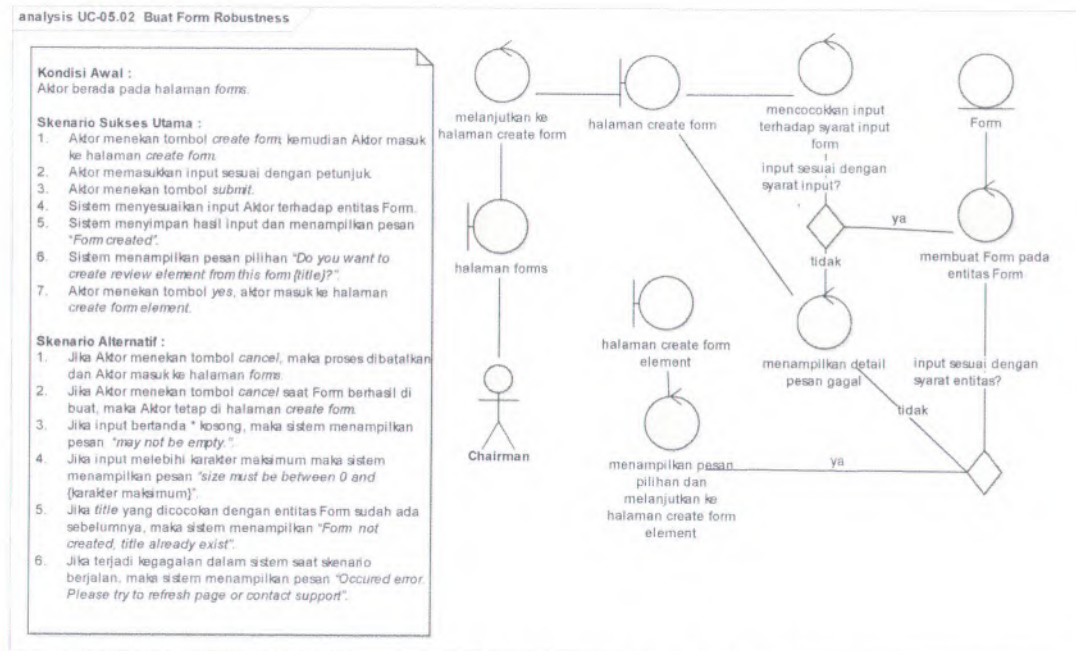 analysis UC-05.02 Buat Form Robustness
Kondisi Awal :
Aktor berada pada halaman forms.
Skenario Sukses Utama :
1. Aktor menekan tombol create form, kemudian Aktor masuk
ke halaman create form.
2. Aktor memasukkan input sesuai dengan petunjuk.
3. Aktor menekan tombol submit.
4. Sistem menyesuaikan input Aktor terhadap entitas Form.
5. Sistem menyimpan hasil input dan menampilkan pesan
"Form created".
6. Sistem menampilkan pesan pilihan "Do you want to
create review element from this form {title}?".
7. Aktor menekan tombol yes, aktor masuk ke halaman
create form element.
Skenario Alternatif :
1. Jika Aktor menekan tombol cancel, maka proses dibatalkan
dan Aktor masuk ke halaman forms.
2. Jika Aktor menekan tombol cancel saat Form berhasil di
buat, maka Aktor tetap di halaman create form.
3. Jika input bertanda * kosong, maka sistem menampilkan
pesan "may not be empty.".
4. Jika input melebihi karakter maksimum maka sistem
menampilkan pesan "size must be between 0 and
{karakter maksimum}".
5. Jika title yang dicocokan dengan entitas Form sudah ada
sebelumnya, maka sistem menampilkan "Form not
created, title already exist".
6. Jika terjadi kegagalan dalam sistem saat skenario
berjalan, maka sistem menampilkan pesan "Occured error.
Please try to refresh page or contact support".
melanjutkan ke
halaman create form
halaman create form
mencocokkan input
terhadap syarat input
form
Form
input sesuai dengan
syarat input?
ya
tidak
membuat Form pada
entitas Form
halaman forms
halaman create form
element
menampilkan detail
pesan gagal
input sesuai dengan
syarat entitas?
tidak
Chairman
menampilkan pesan
pilihan dan
melanjutkan ke
halaman create form
element
ya